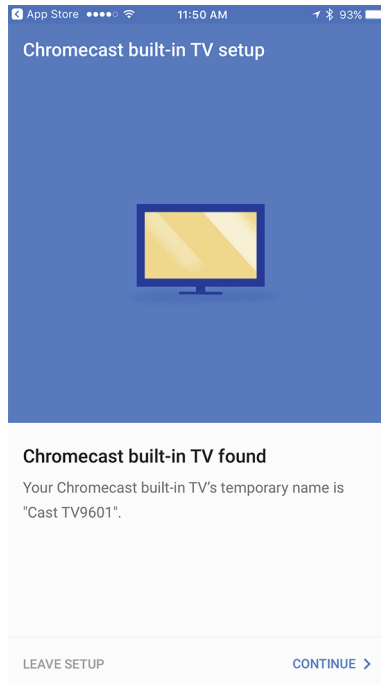 App Store 11:50 AM 93%
Chromecast built-in TV setup
Chromecast built-in TV found
Your Chromecast built-in TV's temporary name is
"Cast TV9601".
LEAVE SETUP CONTINUE